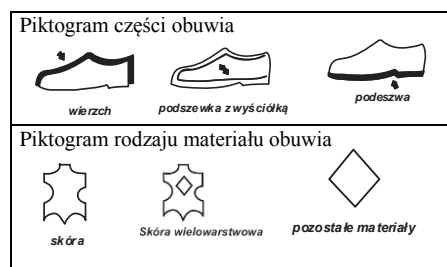 Piktogram części obuwia
wierzch
podszewka z wyściółką
podeszwa
Piktogram rodzaju materiału obuwia
skóra
Skóra wielowarstwowa
pozostałe materiały